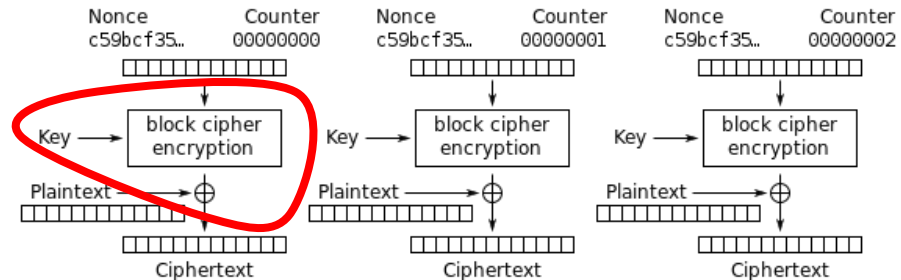 Nonce Counter Nonce Counter Nonce Counter
c59bcf35… 00000000 c59bcf35… 00000001 c59bcf35… 00000002
Key block cipher encryption Key block cipher encryption Key block cipher encryption
Plaintext Plaintext Plaintext
Ciphertext Ciphertext Ciphertext